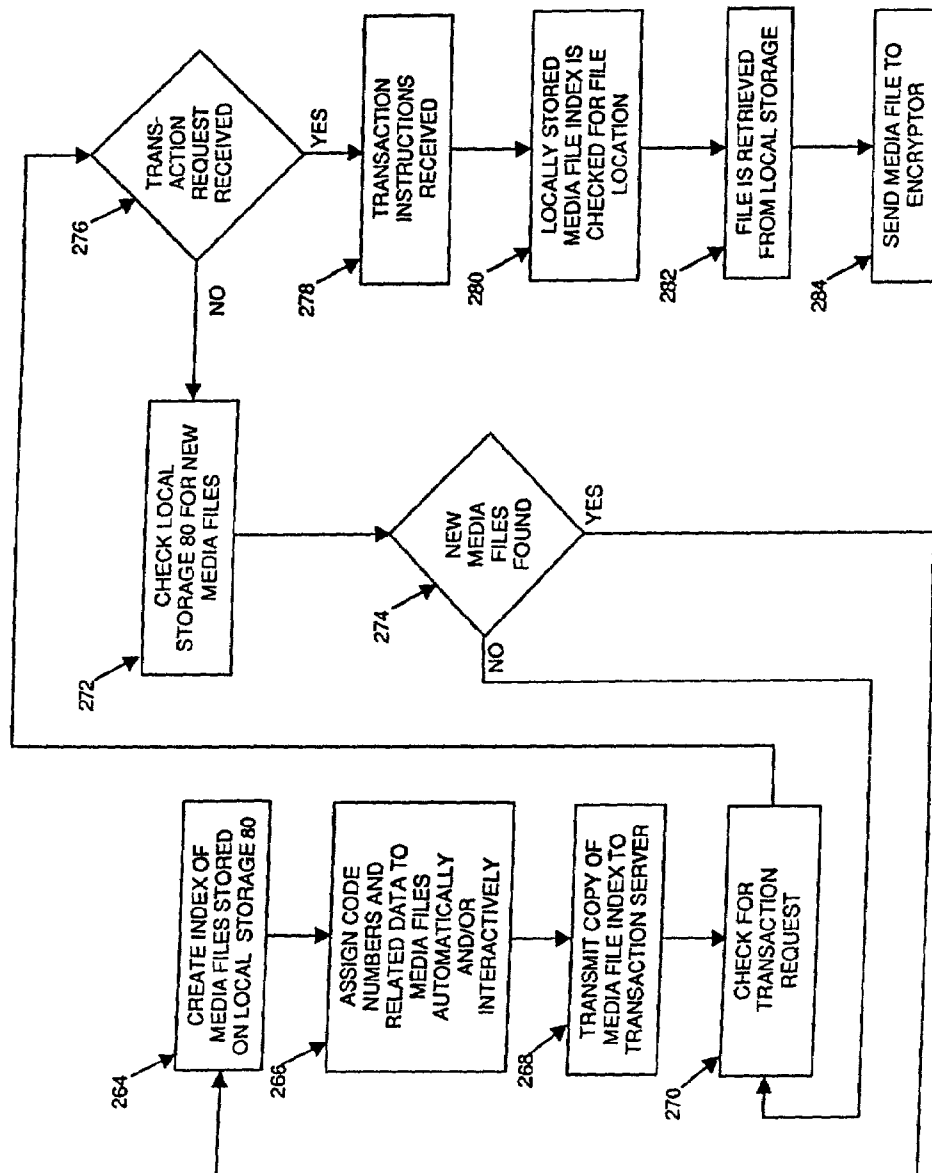 264
CREATE INDEX OF
MEDIA FILES STORED
ON LOCAL STORAGE 80
266
ASSIGN CODE
NUMBERS AND
RELATED DATA TO
MEDIA FILES
AUTOMATICALLY
AND/OR
INTERACTIVELY
268
TRANSMIT COPY OF
MEDIA FILE INDEX TO
TRANSACTION SERVER
270
CHECK FOR
TRANSACTION
REQUEST
272
CHECK LOCAL
STORAGE 80 FOR NEW
MEDIA FILES
274
NEW
MEDIA
FILES
FOUND
NO
YES
276
TRANS-
ACTION
REQUEST
RECEIVED
NO
YES
278
TRANSACTION
INSTRUCTIONS
RECEIVED
280
LOCALLY STORED
MEDIA FILE INDEX IS
CHECKED FOR FILE
LOCATION
282
FILE IS RETRIEVED
FROM LOCAL STORAGE
284
SEND MEDIA FILE TO
ENCRYPTOR